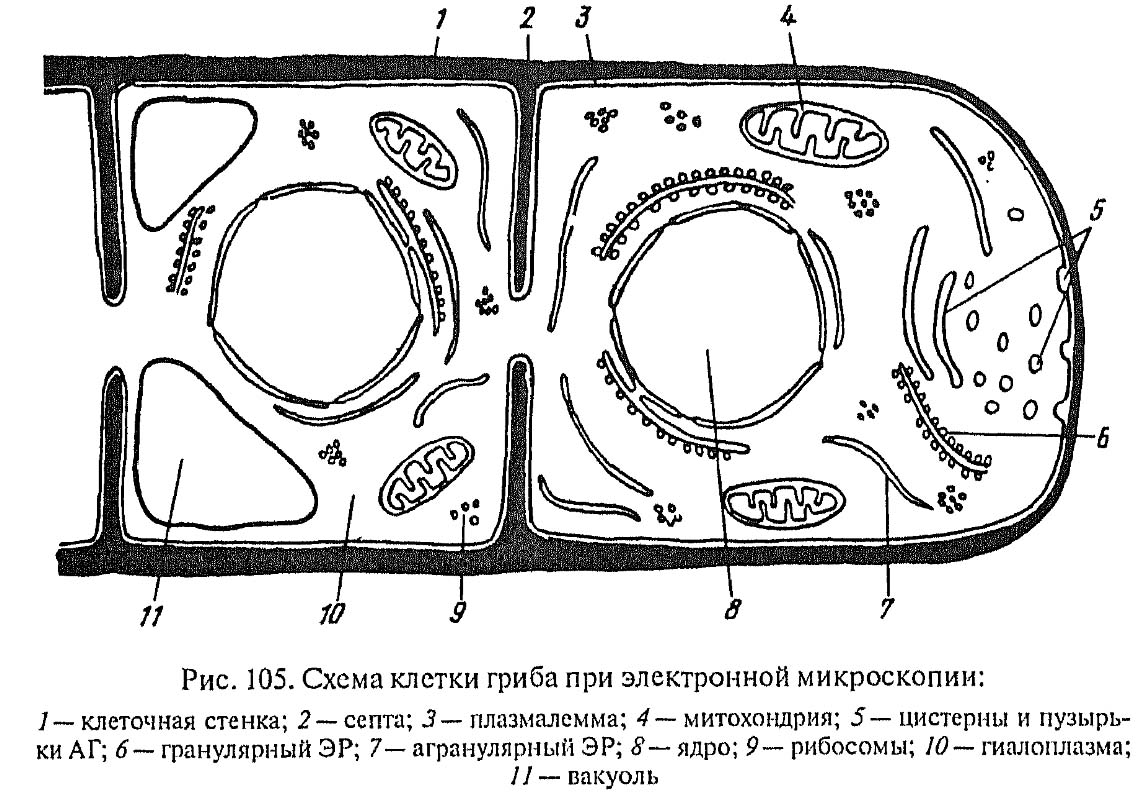 1 2 3 4
5
6
11 10 9 8 7
Рис. 105. Схема клетки гриба при электронной микроскопии:
1 — клеточная стенка; 2 — септа; 3 — плазмалемма; 4 — митохондрия; 5 — цистерны и пузырь-
ки АГ; 6 — гранулярный ЭР; 7 — агранулярный ЭР; 8 — ядро; 9 — рибосомы; 10 — гиалоплазма;
11 — вакуоль